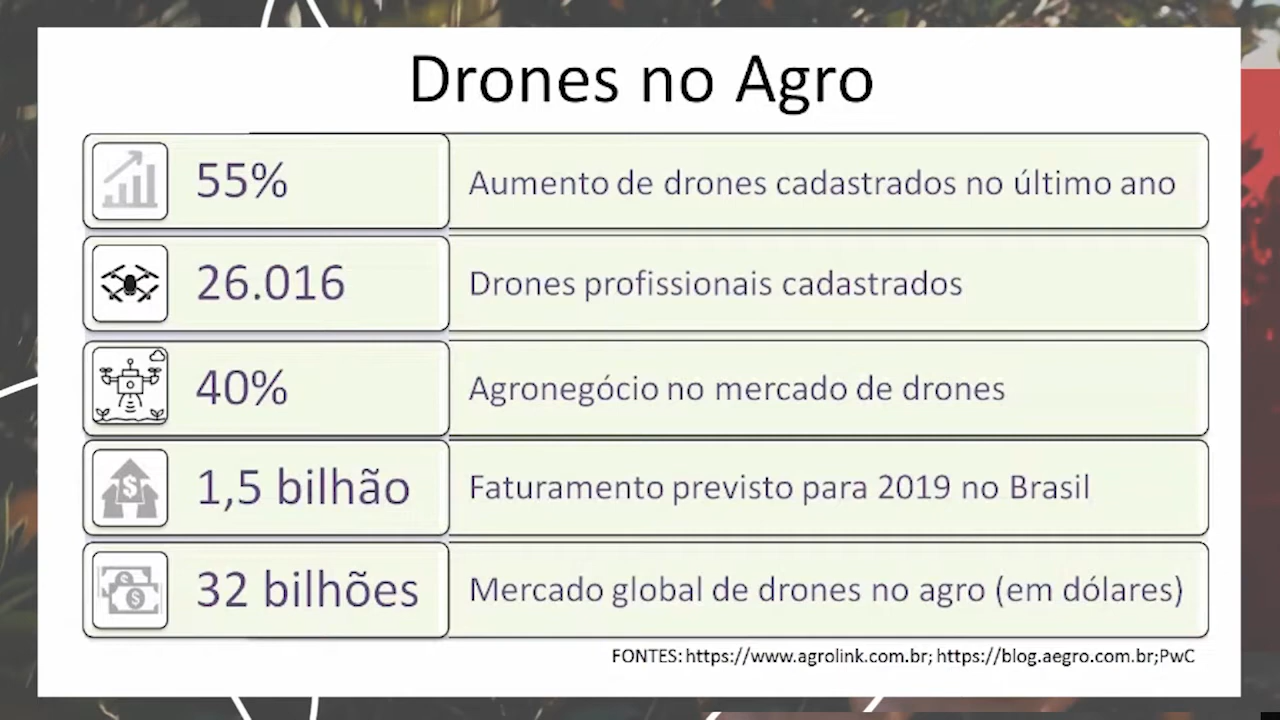 Drones no Agro
55% Aumento de drones cadastrados no último ano
26.016 Drones profissionais cadastrados
40% Agronegócio no mercado de drones
1,5 bilhão Faturamento previsto para 2019 no Brasil
32 bilhões Mercado global de drones no agro (em dólares)
FONTES: https://www.agrolink.com.br; https://blog.aegro.com.br;PwC